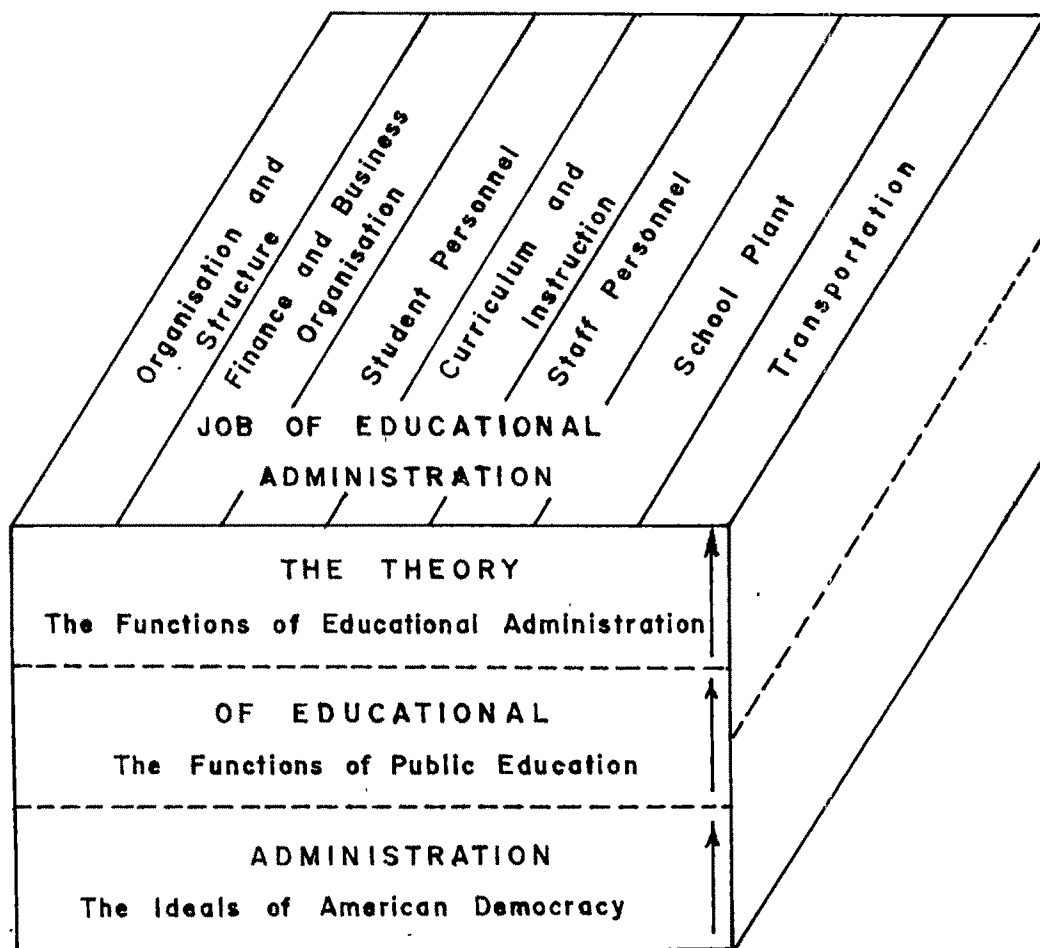 Organisation and
Structure
Finance and Business
Organisation
Student Personnel
Curriculum and
Instruction
Staff Personnel
School Plant
Transportation
JOB OF EDUCATIONAL
ADMINISTRATION
THE THEORY
The Functions of Educational Administration
OF EDUCATIONAL
The Functions of Public Education
ADMINISTRATION
The Ideals of American Democracy